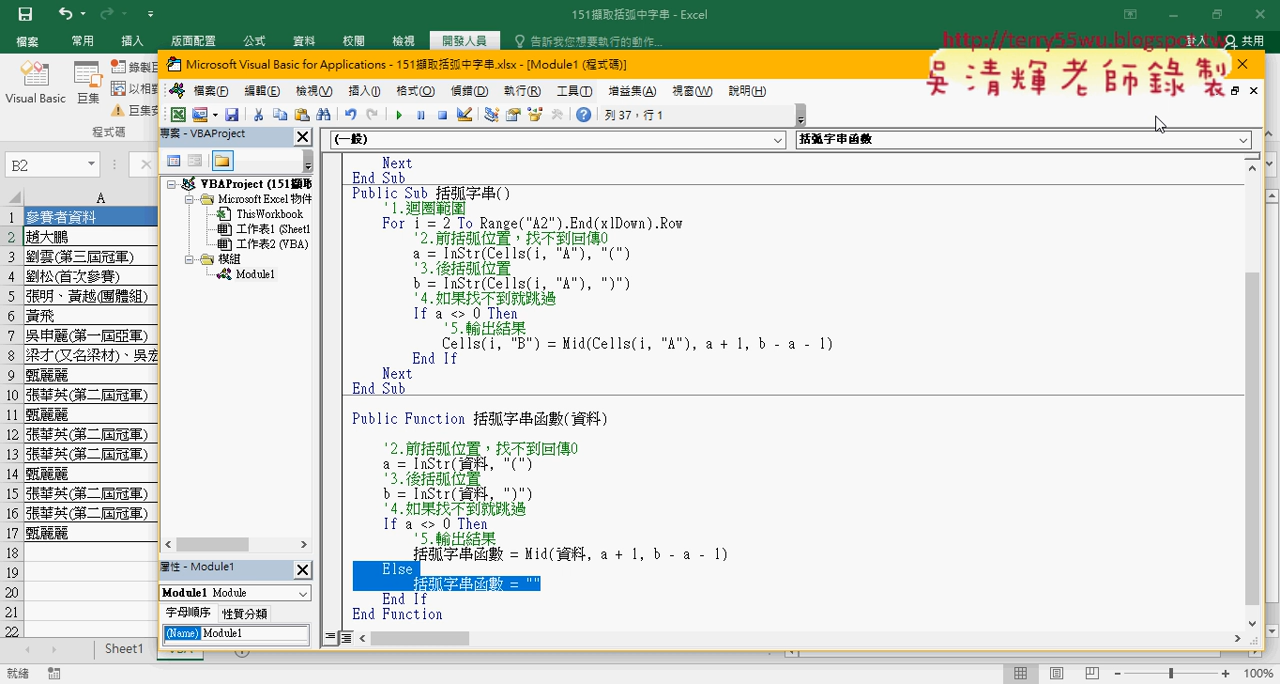 151擷取括弧中字串 - Excel
http://terry55wu.blogspot.tw
檔案 常用 插入 版面配置 公式 資料 校閱 檢視 開發人員 告訴我您想要執行的動作... 登入 共用
吳清輝老師錄製
Microsoft Visual Basic for Applications - 151擷取括弧中字串.xlsx - [Module1 (程式碼)]
檔案(F) 編輯(E) 檢視(V) 插入(I) 格式(O) 偵錯(D) 執行(R) 工具(T) 增益集(A) 視窗(W) 說明(H)
Visual Basic 巨集
錄製
以相
巨集安
程式碼
列 37，行 1
專案 - VBAProject
(一般) 括弧字串函數
B2
VBAProject (151擷取
Microsoft Excel 物件
ThisWorkbook
工作表1 (Sheet1
工作表2 (VBA)
模組
Module1
A
1 參賽者資料
2 趙大鵬
3 劉雲(第三屆冠軍)
4 劉松(首次參賽)
5 張明、黃越(團體組)
6 黃飛
7 吳申麗(第一屆亞軍)
8 梁才(又名梁材)、吳宏
9 甄麗麗
10 張華英(第二屆冠軍)
11 甄麗麗
12 張華英(第二屆冠軍)
13 張華英(第二屆冠軍)
14 甄麗麗
15 張華英(第二屆冠軍)
16 張華英(第二屆冠軍)
17 甄麗麗
18
19
20
21
22
Next
End Sub
Public Sub 括弧字串()
'1.迴圈範圍
For i = 2 To Range("A2").End(xlDown).Row
'2.前括弧位置，找不到回傳0
a = InStr(Cells(i, "A"), "(")
'3.後括弧位置
b = InStr(Cells(i, "A"), ")")
'4.如果找不到就跳過
If a <> 0 Then
'5.輸出結果
Cells(i, "B") = Mid(Cells(i, "A"), a + 1, b - a - 1)
End If
Next
End Sub
Public Function 括弧字串函數(資料)
'2.前括弧位置，找不到回傳0
a = InStr(資料, "(")
'3.後括弧位置
b = InStr(資料, ")")
'4.如果找不到就跳過
If a <> 0 Then
'5.輸出結果
括弧字串函數 = Mid(資料, a + 1, b - a - 1)
Else
括弧字串函數 = ""
End If
End Function
屬性 - Module1
Module1 Module
字母順序 性質分類
(Name) Module1
Sheet1 VBA
就緒 100%